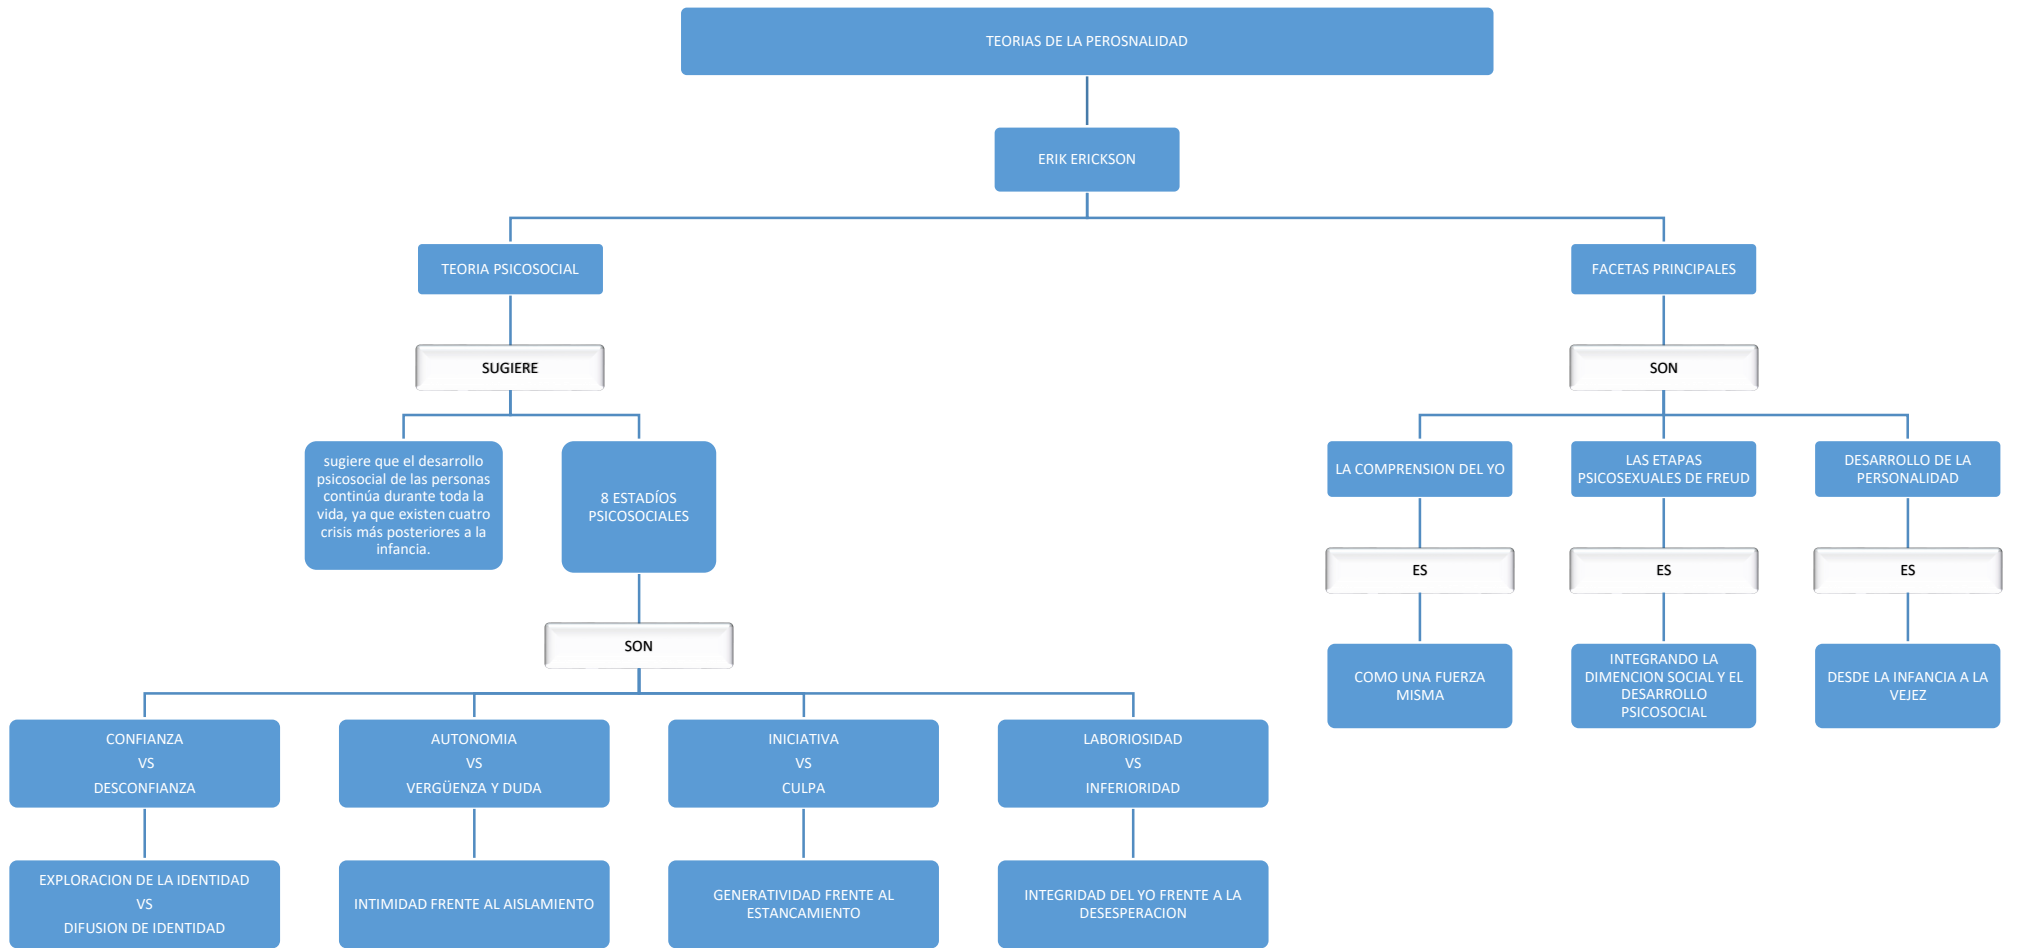 TEORIAS DE LA PEROSNALIDAD
ERIK ERICKSON
TEORIA PSICOSOCIAL
FACETAS PRINCIPALES
SUGIERE
SON
sugiere que el desarrollo
psicosocial de las personas
continúa durante toda la
vida, ya que existen cuatro
crisis más posteriores a la
infancia.
8 ESTADÍOS
PSICOSOCIALES
LA COMPRENSION DEL YO
LAS ETAPAS
PSICOSEXUALES DE FREUD
DESARROLLO DE LA
PERSONALIDAD
ES
ES
ES
SON
COMO UNA FUERZA
MISMA
INTEGRANDO LA
DIMENCION SOCIAL Y EL
DESARROLLO
PSICOSOCIAL
DESDE LA INFANCIA A LA
VEJEZ
CONFIANZA
VS
DESCONFIANZA
AUTONOMIA
VS
VERGÜENZA Y DUDA
INICIATIVA
VS
CULPA
LABORIOSIDAD
VS
INFERIORIDAD
EXPLORACION DE LA IDENTIDAD
VS
DIFUSION DE IDENTIDAD
INTIMIDAD FRENTE AL AISLAMIENTO
GENERATIVIDAD FRENTE AL
ESTANCAMIENTO
INTEGRIDAD DEL YO FRENTE A LA
DESESPERACION